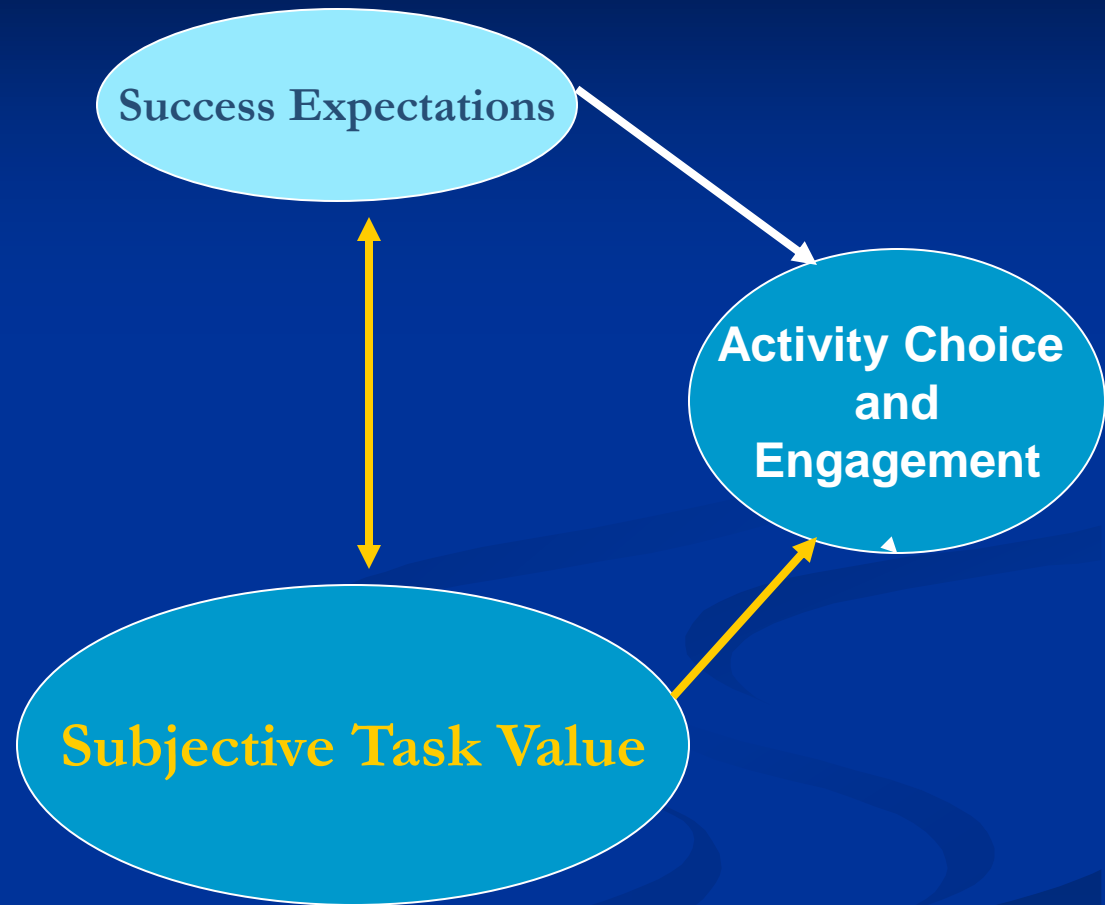 Success Expectations
Activity Choice
and
Engagement
Subjective Task Value